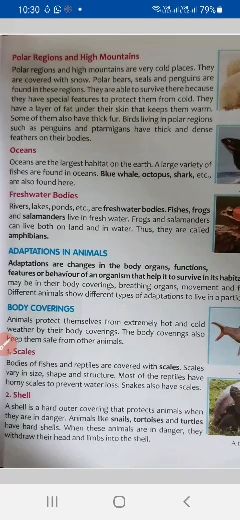 10:30
79%
Polar Regions and High Mountains
Polar regions and high mountains are very cold places. They
are covered with snow. Polar bears, seals and penguins are
found in these regions. They are able to survive there because
they have special features to protect them from cold. They
have a layer of fat under their skin that keeps them warm.
Some of them also have thick fur. Birds living in polar regions
such as penguins and ptarmigans have thick and dense
feathers on their bodies.
Oceans
Oceans are the largest habitat on the earth. A large variety of
fishes are found in oceans. Blue whale, octopus, shark, etc.,
are also found here.
Freshwater Bodies
Rivers, lakes, ponds, etc., are freshwater bodies. Fishes, frogs
and salamanders live in fresh water. Frogs and salamanders
can live both on land and in water. Thus, they are called
amphibians.
ADAPTATIONS IN ANIMALS
Adaptations are changes in the body organs, functions,
features or behaviour of an organism that help it to survive in its habita
may be in their body coverings, breathing organs, movement and f
Different animals show different types of adaptations to live in a partic
BODY COVERINGS
Animals protect themselves from extremely hot and cold
weather by their body coverings. The body coverings also
keep them safe from other animals.
1. Scales
Bodies of fishes and reptiles are covered with scales. Scales
vary in size, shape and structure. Most of the reptiles have
horny scales to prevent water loss. Snakes also have scales.
2. Shell
A shell is a hard outer covering that protects animals when
they are in danger. Animals like snails, tortoises and turtles
have hard shells. When these animals are in danger, they
withdraw their head and limbs into the shell.